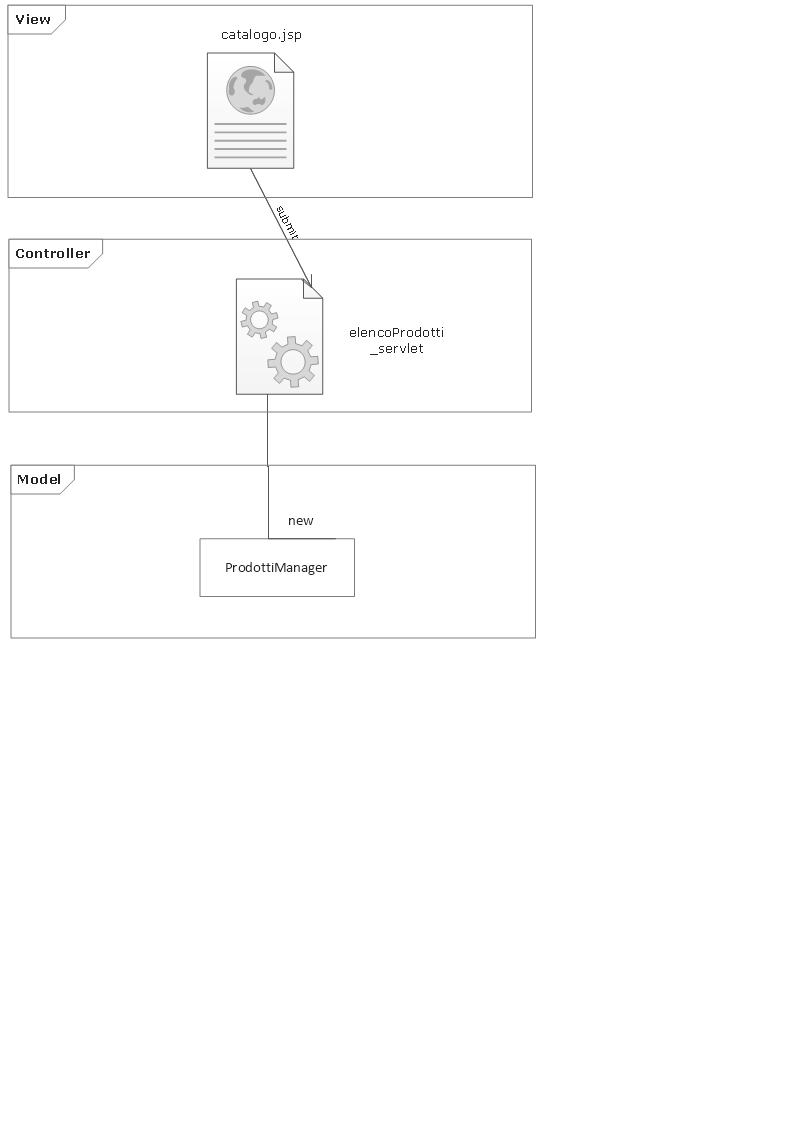 View
catalogo.jsp
submit
Controller
elencoProdotti
_servlet
Model
new
ProdottiManager